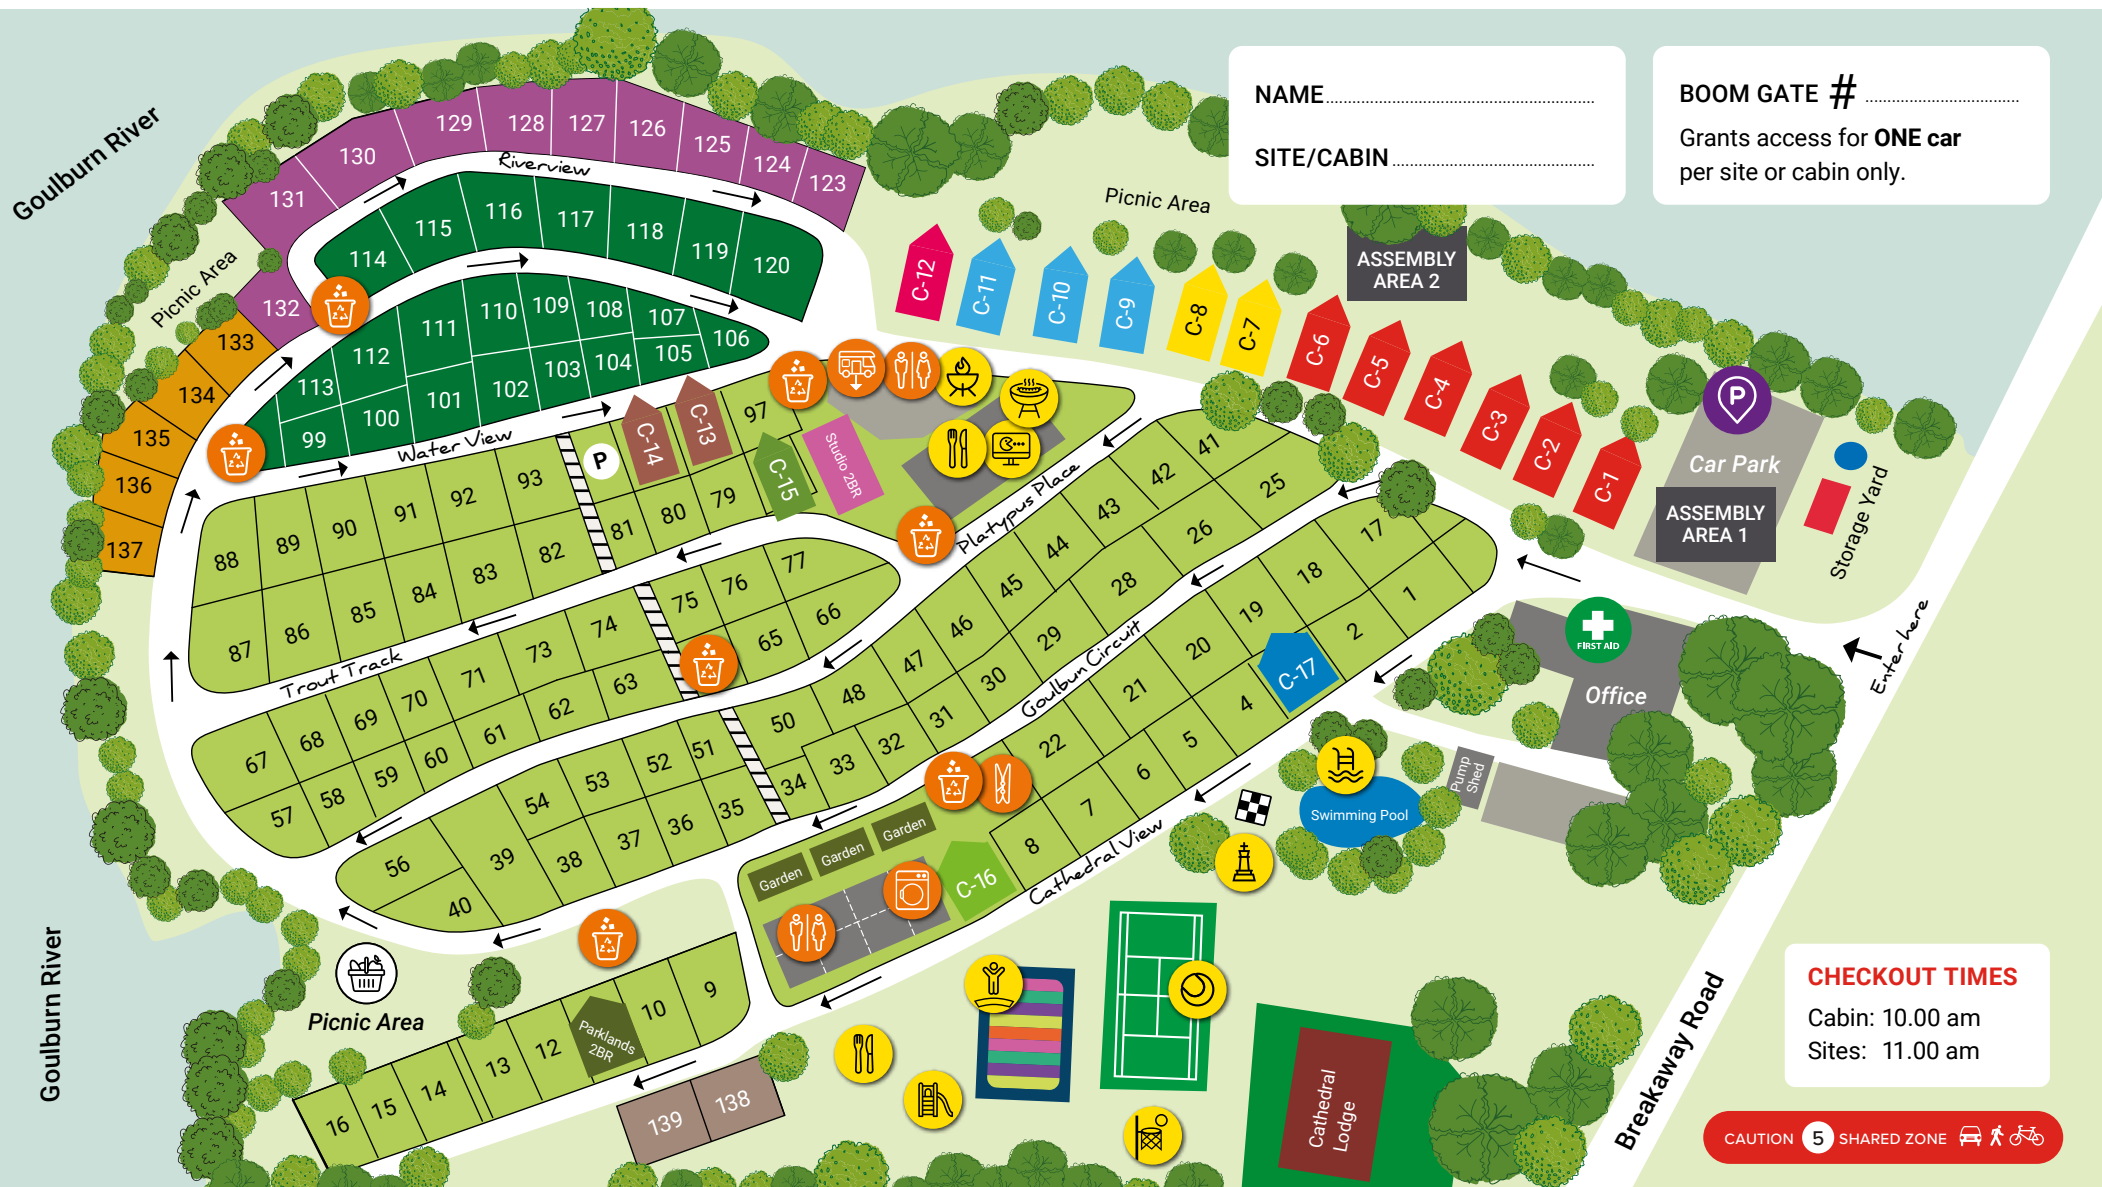 NAME
SITE/CABIN
BOOM GATE #
Grants access for ONE car
per site or cabin only.
Goulburn River
Picnic Area
Riverview
129
128
127
126
125
124
123
130
131
132
133
134
135
136
137
114
115
116
117
118
119
120
113
112
111
110
109
108
107
106
99
100
101
102
103
104
105
Water View
Picnic Area
C-12
C-11
C-10
C-9
C-8
C-7
C-6
C-5
C-4
C-3
C-2
C-1
ASSEMBLY
AREA 2
P
Car Park
ASSEMBLY
AREA 1
Storage Yard
Enter here
88
89
90
91
92
93
P
C-14
C-13
97
C-15
Studio 2BR
87
86
85
84
83
82
81
80
79
Trout Track
Platypus Place
67
68
69
70
71
73
74
75
76
77
57
58
59
60
61
62
63
65
66
41
42
43
44
45
46
47
48
50
25
26
28
29
30
31
32
33
34
Goulbun Circuit
56
54
53
52
51
40
39
38
37
36
35
17
18
19
20
21
22
1
2
C-17
4
5
6
7
8
C-16
Cathedral View
Garden
Garden
Garden
FIRST AID
Office
Pump
Shed
Swimming Pool
Goulburn River
Picnic Area
16
15
14
13
12
Parklands
2BR
10
9
139
138
Cathedral
Lodge
Breakaway Road
CHECKOUT TIMES
Cabin: 10.00 am
Sites: 11.00 am
CAUTION 5 SHARED ZONE